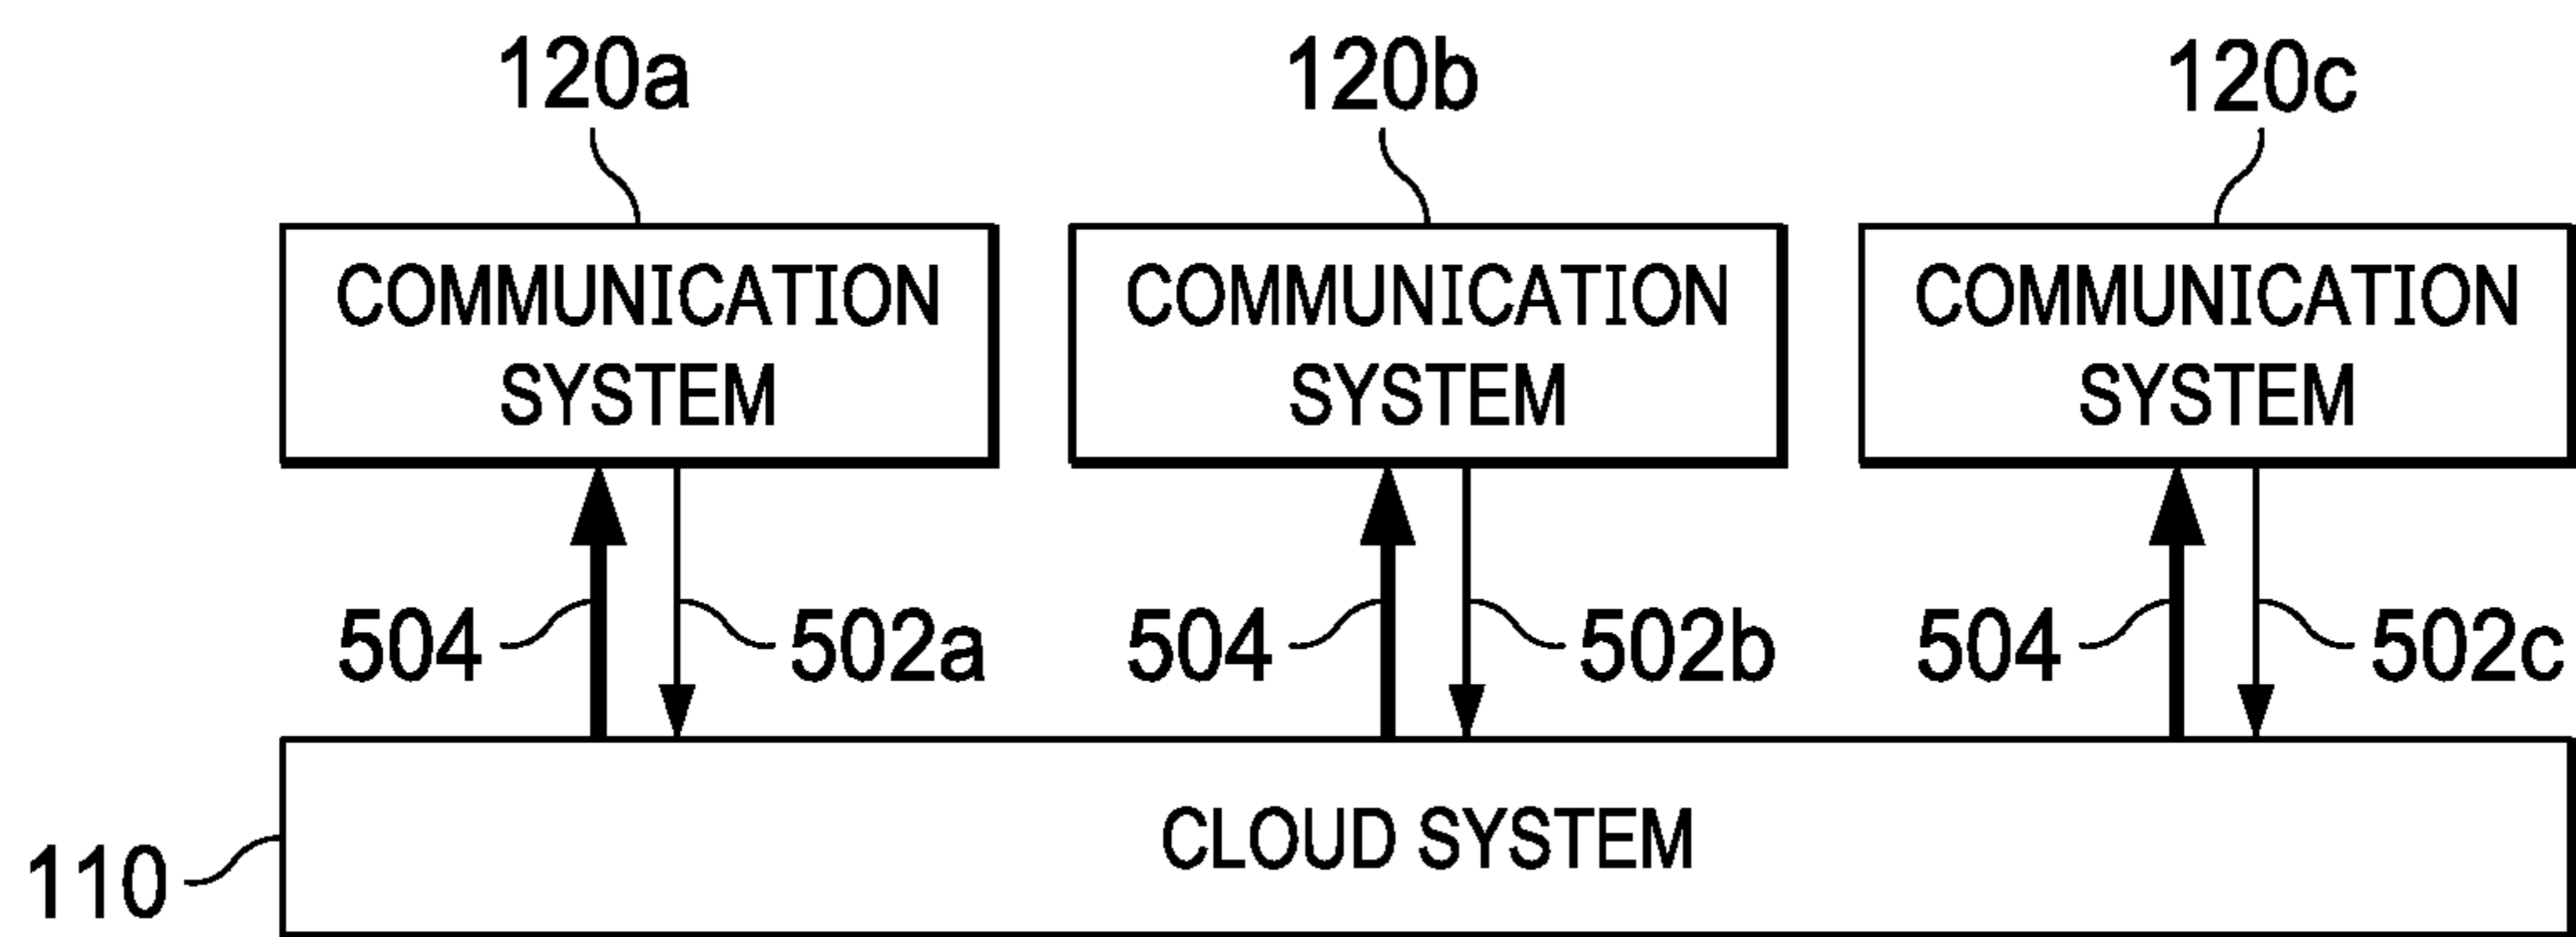 120a 120b 120c
COMMUNICATION COMMUNICATION COMMUNICATION
SYSTEM SYSTEM SYSTEM
504 502a 504 502b 504 502c
CLOUD SYSTEM
110